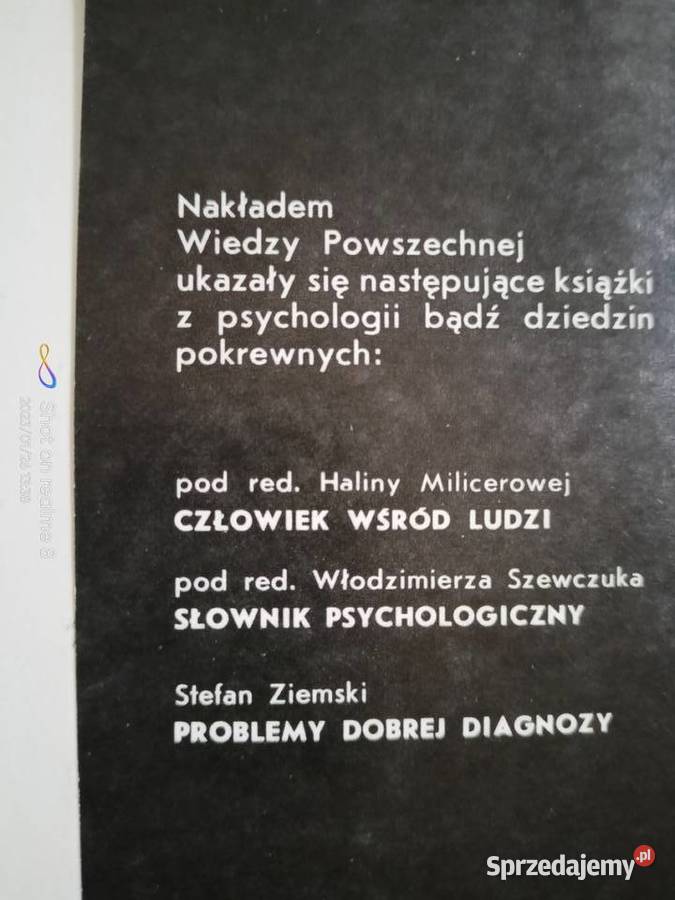 Nakładem
Wiedzy Powszechnej
ukazały się następujące książki
z psychologii bądź dziedzin
pokrewnych:
pod red. Haliny Milicerowej
CZŁOWIEK WŚRÓD LUDZI
pod red. Włodzimierza Szewczuka
SŁOWNIK PSYCHOLOGICZNY
Stefan Ziemski
PROBLEMY DOBREJ DIAGNOZY
Shot on realme 8
Sprzedajemy.pl